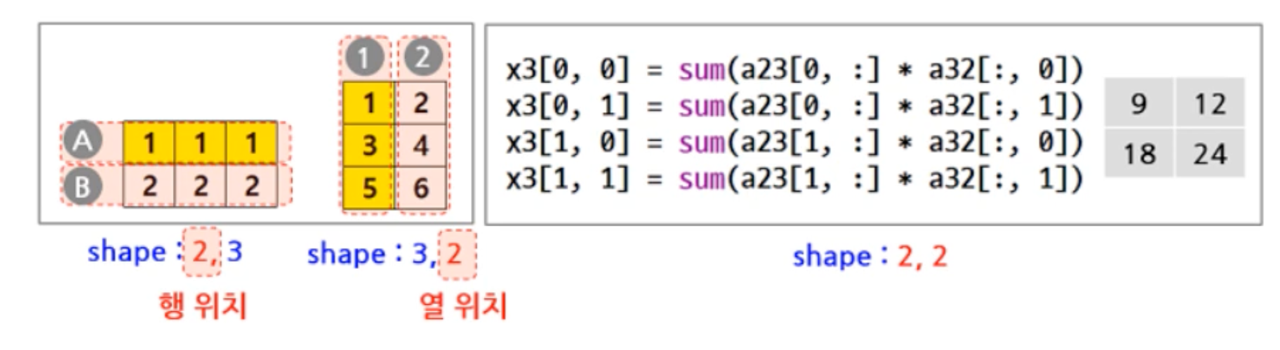 1 2
1 2
3 4
5 6
A 1 1 1
B 2 2 2
shape : 2, 3
shape : 3, 2
행 위치
열 위치
x3[0, 0] = sum(a23[0, :] * a32[:, 0])
x3[0, 1] = sum(a23[0, :] * a32[:, 1])
x3[1, 0] = sum(a23[1, :] * a32[:, 0])
x3[1, 1] = sum(a23[1, :] * a32[:, 1])
9 12
18 24
shape : 2, 2